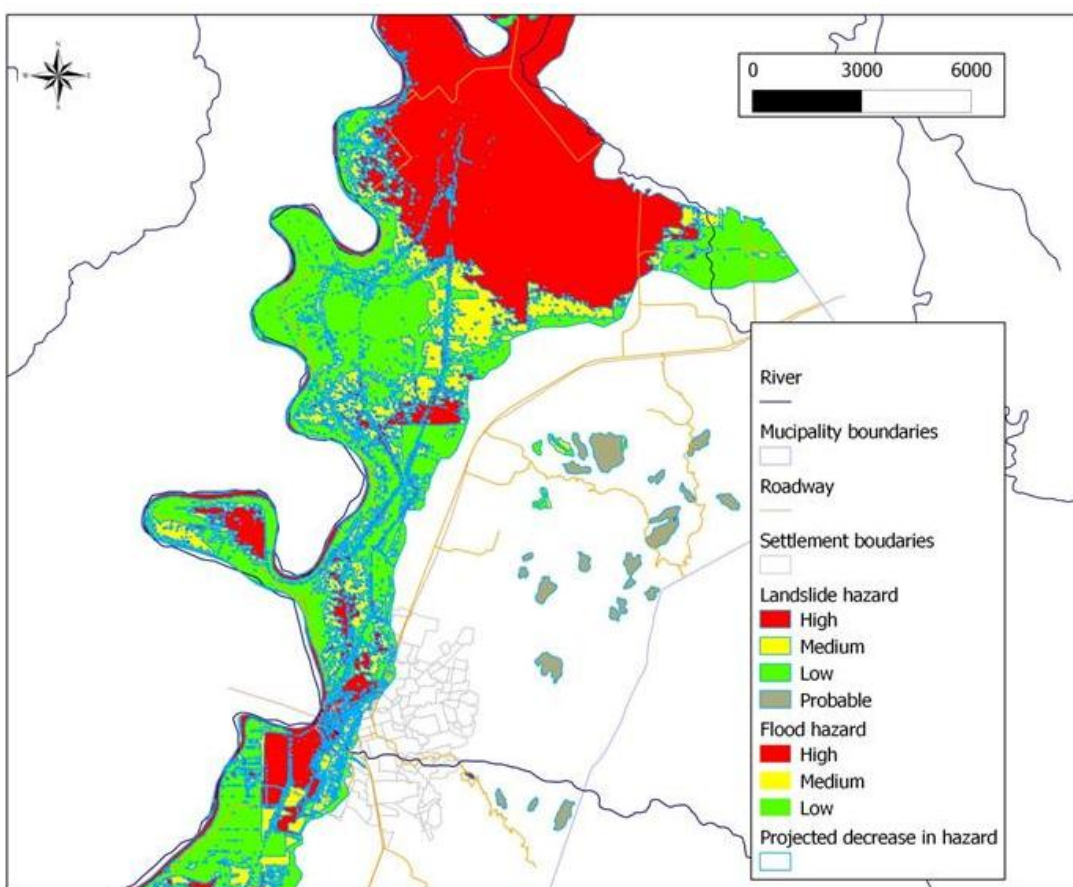 N
W
E
S
0 3000 6000
River
Mucipality boundaries
Roadway
Settlement boudaries
Landslide hazard
High
Medium
Low
Probable
Flood hazard
High
Medium
Low
Projected decrease in hazard